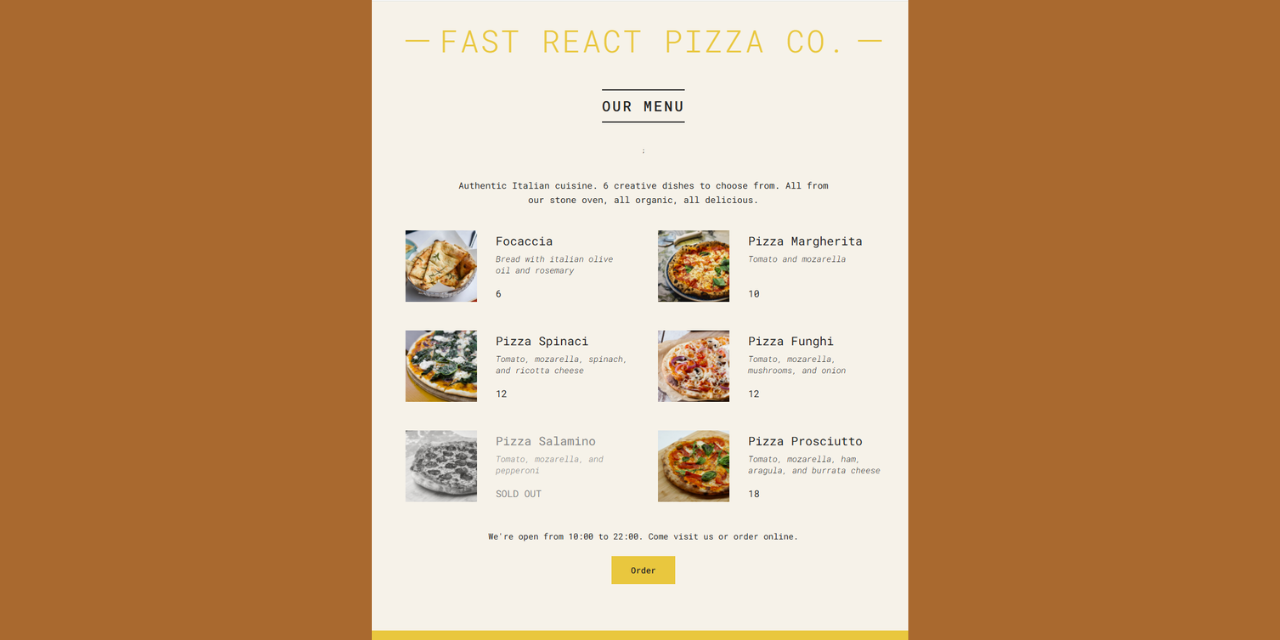 — FAST REACT PIZZA CO. —
OUR MENU
;
Authentic Italian cuisine. 6 creative dishes to choose from. All from
our stone oven, all organic, all delicious.
Focaccia
Bread with italian olive
oil and rosemary
6
Pizza Margherita
Tomato and mozarella
10
Pizza Spinaci
Tomato, mozarella, spinach,
and ricotta cheese
12
Pizza Funghi
Tomato, mozarella,
mushrooms, and onion
12
Pizza Salamino
Tomato, mozarella, and
pepperoni
SOLD OUT
Pizza Prosciutto
Tomato, mozarella, ham,
aragula, and burrata cheese
18
We're open from 10:00 to 22:00. Come visit us or order online.
Order